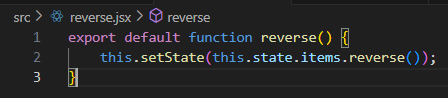 src > reverse.jsx > reverse
1 export default function reverse() {
2     this.setState(this.state.items.reverse());
3 }